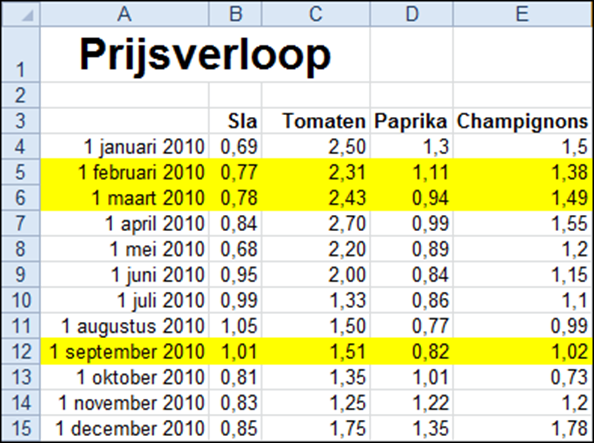 A B C D E
1 Prijsverloop
2
3 Sla Tomaten Paprika Champignons
4 1 januari 2010 0,69 2,50 1,3 1,5
5 1 februari 2010 0,77 2,31 1,11 1,38
6 1 maart 2010 0,78 2,43 0,94 1,49
7 1 april 2010 0,84 2,70 0,99 1,55
8 1 mei 2010 0,68 2,20 0,89 1,2
9 1 juni 2010 0,95 2,00 0,84 1,15
10 1 juli 2010 0,99 1,33 0,86 1,1
11 1 augustus 2010 1,05 1,50 0,77 0,99
12 1 september 2010 1,01 1,51 0,82 1,02
13 1 oktober 2010 0,81 1,35 1,01 0,73
14 1 november 2010 0,83 1,25 1,22 1,2
15 1 december 2010 0,85 1,75 1,35 1,78